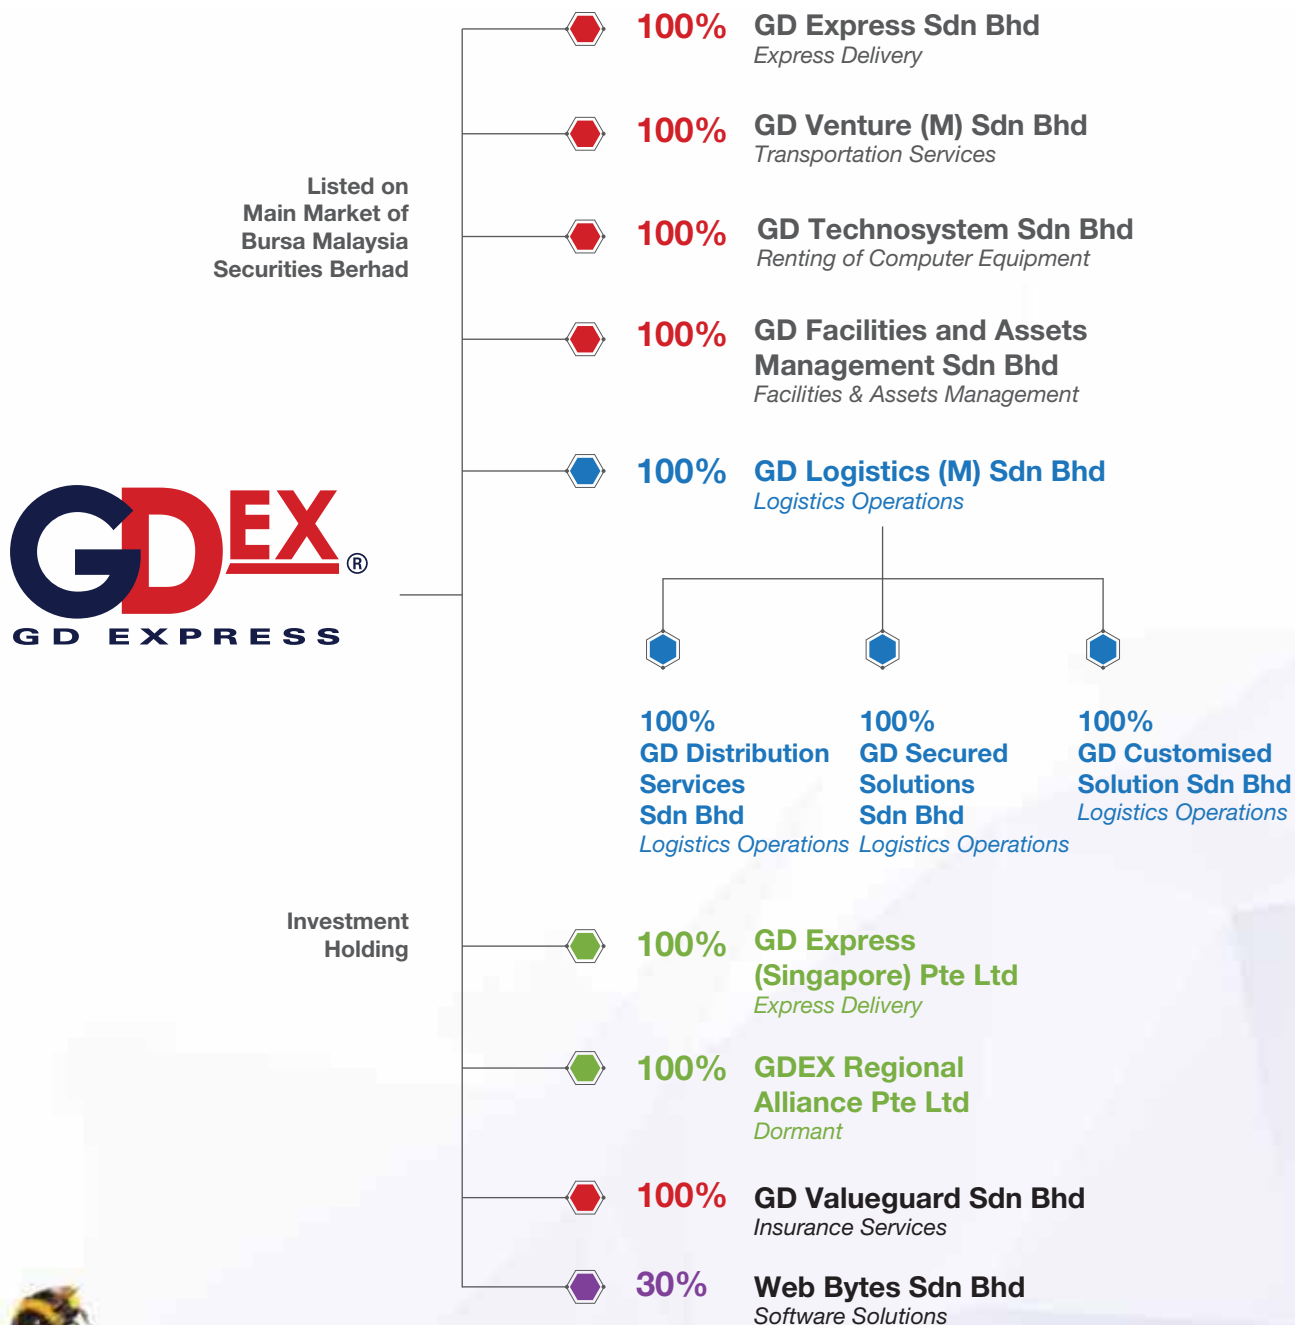 100% GD Express Sdn Bhd
Express Delivery
100% GD Venture (M) Sdn Bhd
Transportation Services
Listed on
Main Market of
Bursa Malaysia
Securities Berhad
100% GD Technosystem Sdn Bhd
Renting of Computer Equipment
100% GD Facilities and Assets
Management Sdn Bhd
Facilities & Assets Management
100% GD Logistics (M) Sdn Bhd
Logistics Operations
GDEX ®
GD EXPRESS
100%
GD Distribution
Services
Sdn Bhd
Logistics Operations
100%
GD Secured
Solutions
Sdn Bhd
Logistics Operations
100%
GD Customised
Solution Sdn Bhd
Logistics Operations
Investment
Holding
100% GD Express
(Singapore) Pte Ltd
Express Delivery
100% GDEX Regional
Alliance Pte Ltd
Dormant
100% GD Valueguard Sdn Bhd
Insurance Services
30% Web Bytes Sdn Bhd
Software Solutions